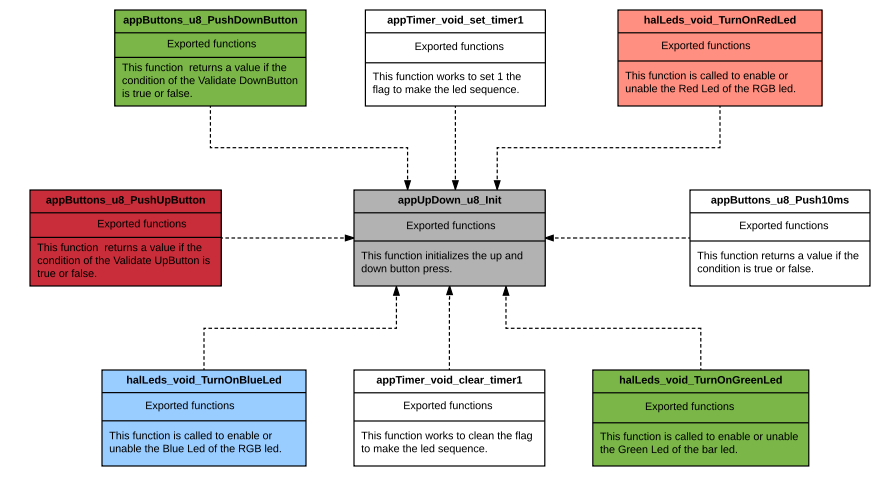 appButtons_u8_PushDownButton
Exported functions
This function returns a value if the
condition of the Validate DownButton
is true or false.
appTimer_void_set_timer1
Exported functions
This function works to set 1 the
flag to make the led sequence.
halLeds_void_TurnOnRedLed
Exported functions
This function is called to enable or
unable the Red Led of the RGB led.
appButtons_u8_PushUpButton
Exported functions
This function returns a value if the
condition of the Validate UpButton is
true or false.
appUpDown_u8_Init
Exported functions
This function initializes the up and
down button press.
appButtons_u8_Push10ms
Exported functions
This function returns a value if the
condition is true or false.
halLeds_void_TurnOnBlueLed
Exported functions
This function is called to enable or
unable the Blue Led of the RGB led.
appTimer_void_clear_timer1
Exported functions
This function works to clean the flag
to make the led sequence.
halLeds_void_TurnOnGreenLed
Exported functions
This function is called to enable or unable
the Green Led of the bar led.